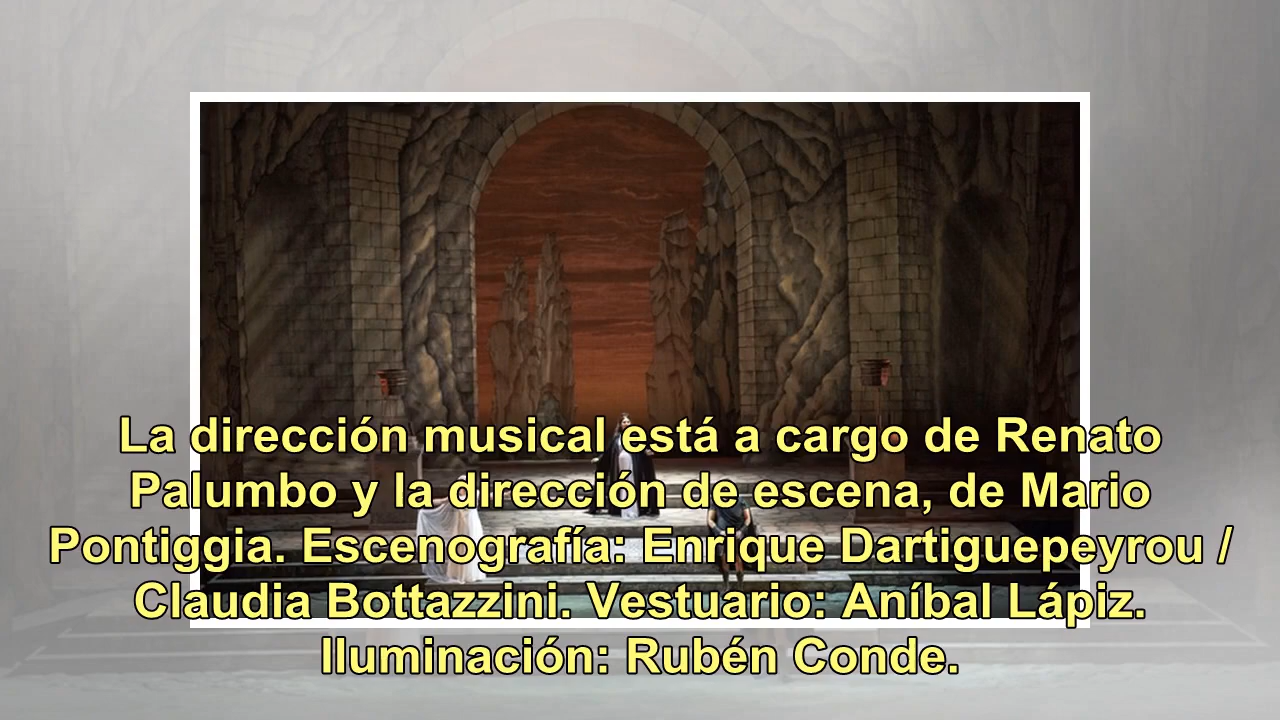 La dirección musical está a cargo de Renato
Palumbo y la dirección de escena, de Mario
Pontiggia. Escenografía: Enrique Dartiguepeyrou /
Claudia Bottazzini. Vestuario: Aníbal Lápiz.
Iluminación: Rubén Conde.